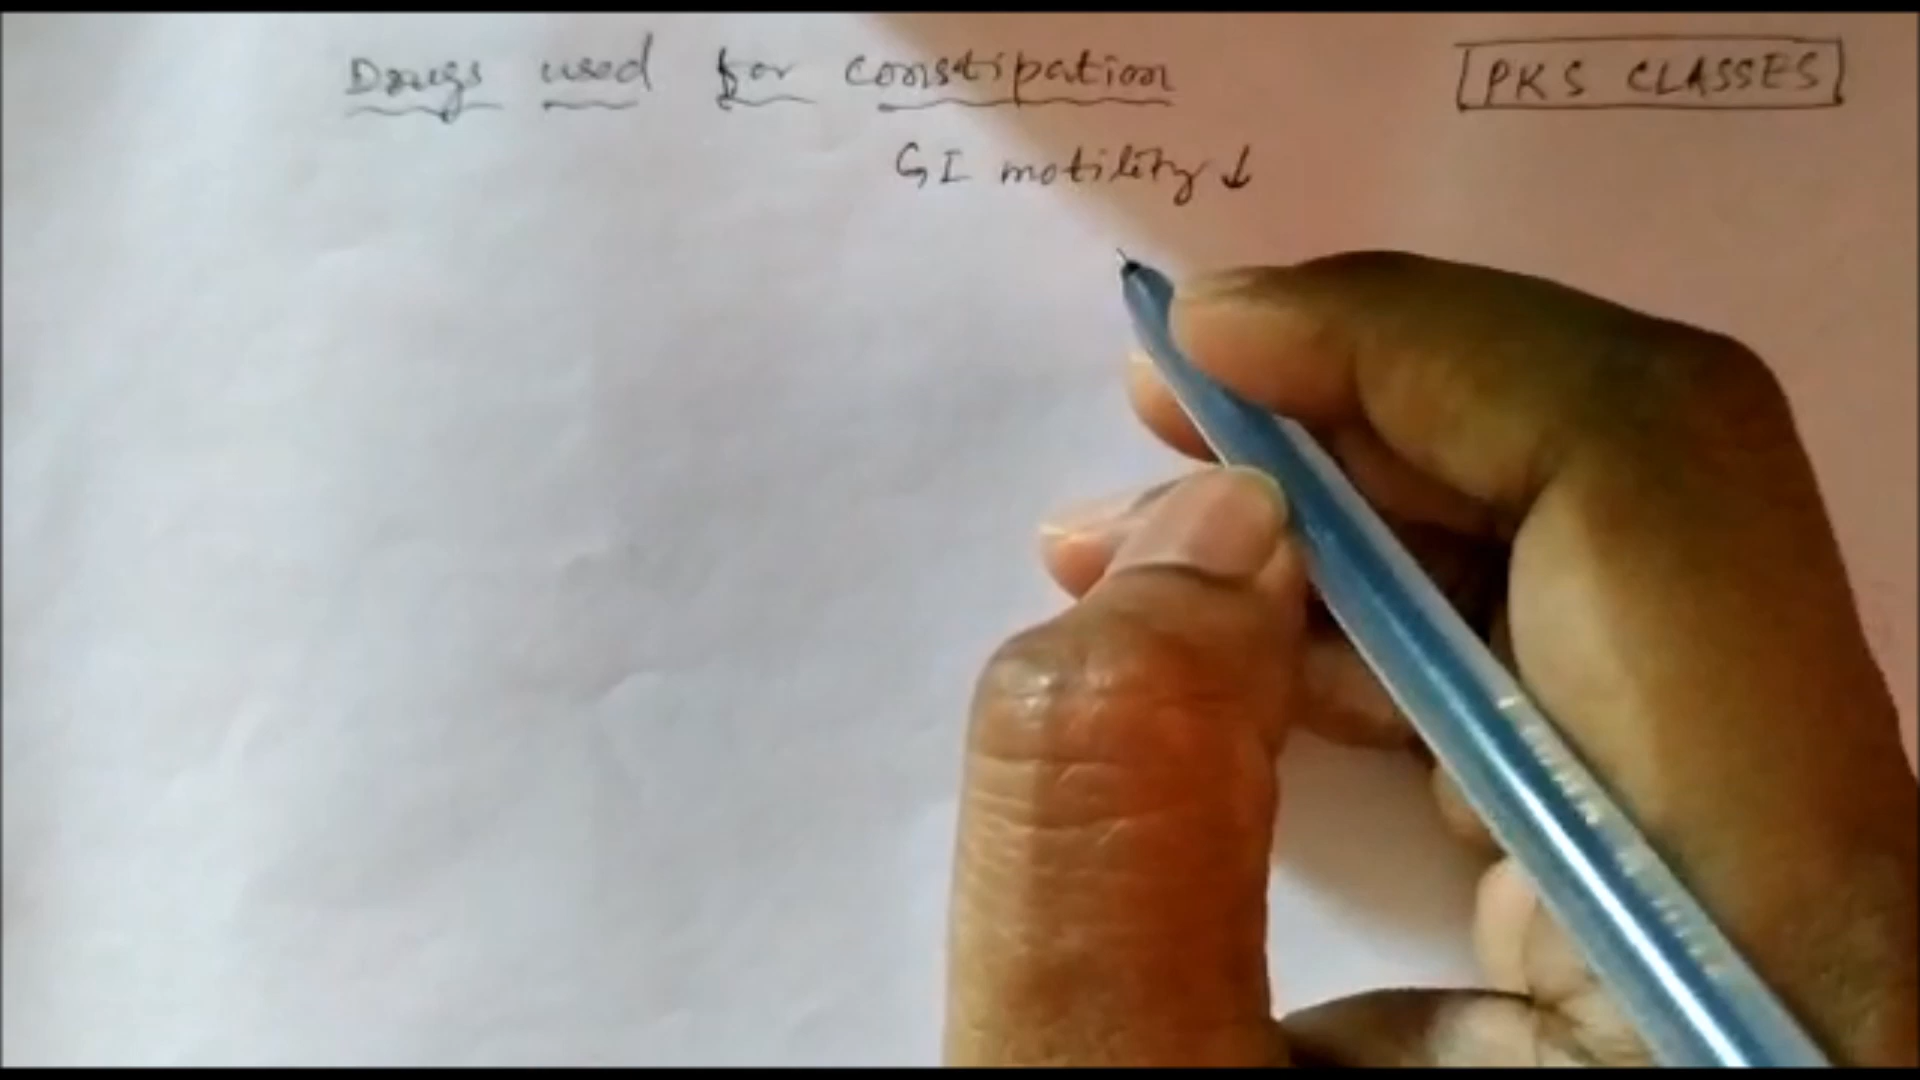 Drugs used for constipation
PKS CLASSES
GI motility ↓